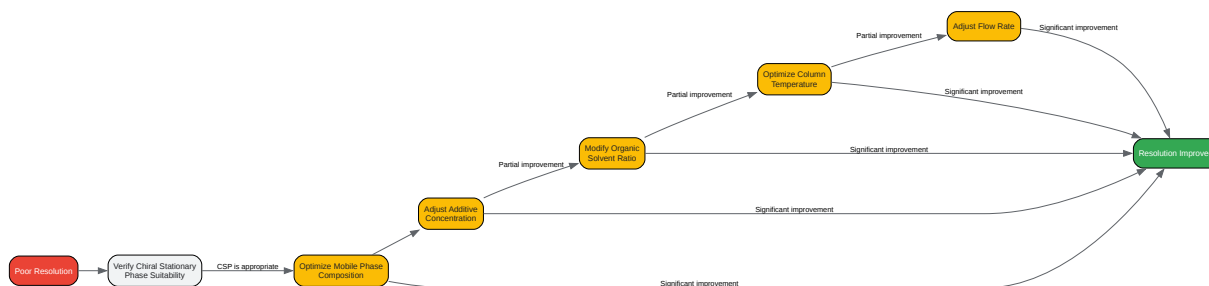 Adjust Flow Rate
Significant improvement
Partial improvement
Optimize Column
Temperature
Significant improvement
Partial improvement
Modify Organic
Solvent Ratio
Significant improvement
Resolution Improve
Partial improvement
Adjust Additive
Concentration
Significant improvement
Poor Resolution
Verify Chiral Stationary
Phase Suitability
CSP is appropriate
Optimize Mobile Phase
Composition
Significant improvement